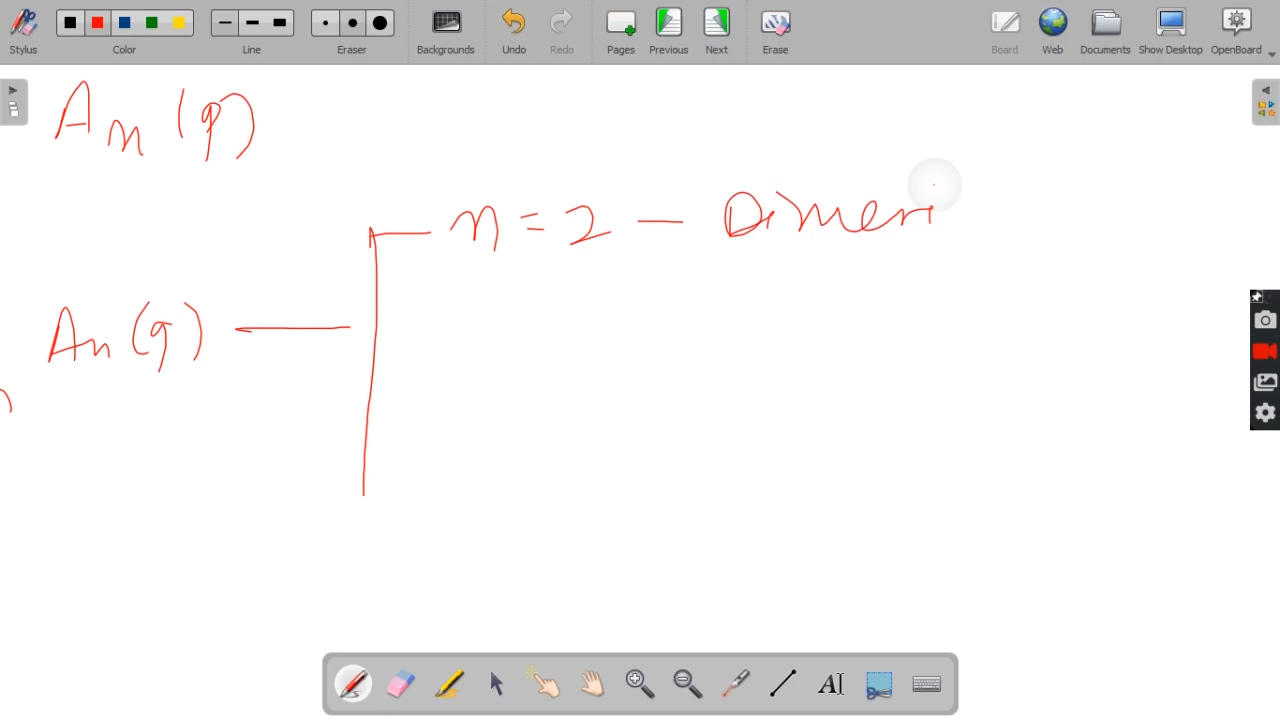 Stylus Color Line Eraser Backgrounds Undo Redo Pages Previous Next Erase Board Web Documents Show Desktop OpenBoard
An (q)
n = 2 — Dimeri
An (q)